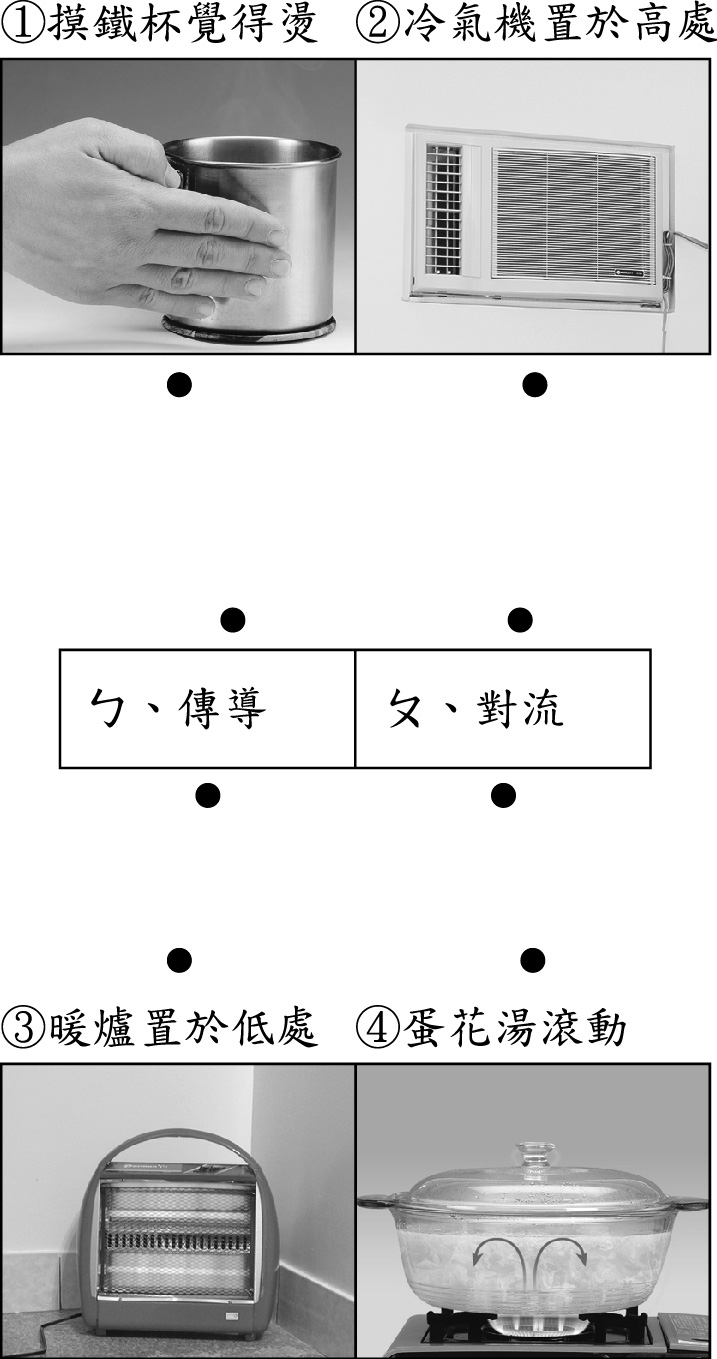 ①摸鐵杯覺得燙
②冷氣機置於高處
ㄅ、傳導
ㄆ、對流
③暖爐置於低處
④蛋花湯滾動